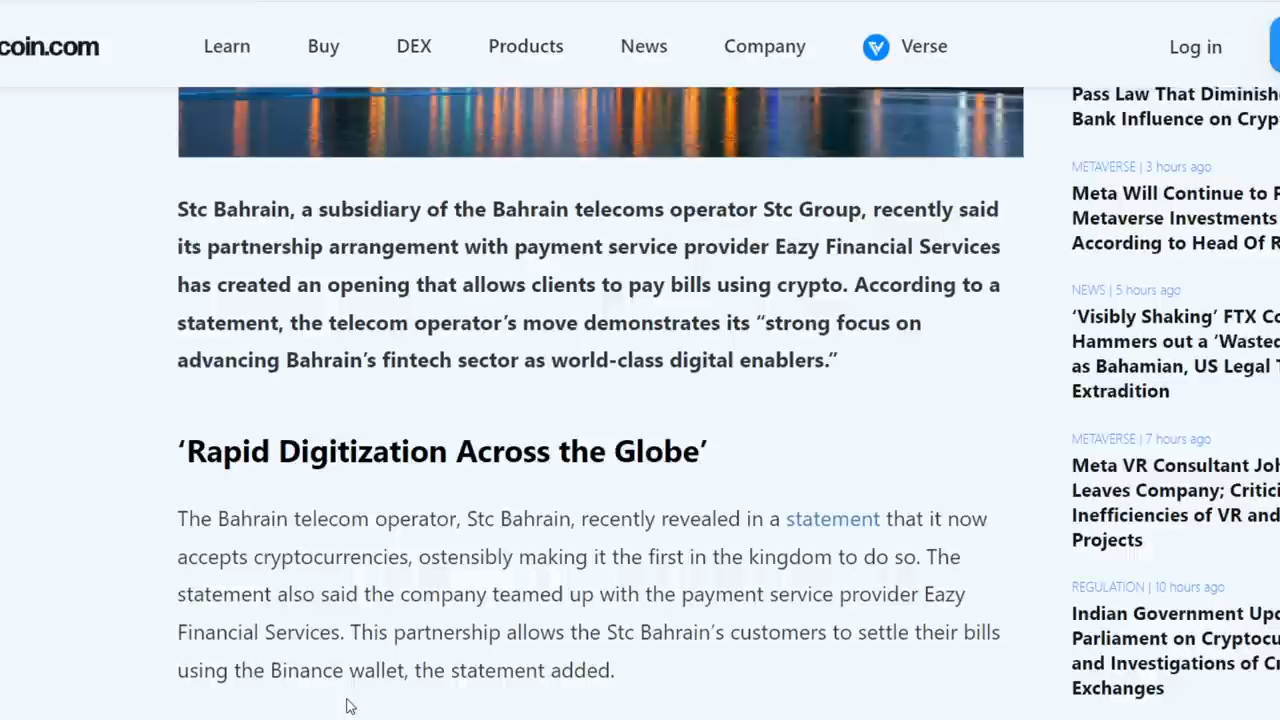 coin.com
Learn
Buy
DEX
Products
News
Company
Verse
Log in
Stc Bahrain, a subsidiary of the Bahrain telecoms operator Stc Group, recently said
its partnership arrangement with payment service provider Eazy Financial Services
has created an opening that allows clients to pay bills using crypto. According to a
statement, the telecom operator’s move demonstrates its “strong focus on
advancing Bahrain’s fintech sector as world-class digital enablers.”
‘Rapid Digitization Across the Globe’
The Bahrain telecom operator, Stc Bahrain, recently revealed in a statement that it now
accepts cryptocurrencies, ostensibly making it the first in the kingdom to do so. The
statement also said the company teamed up with the payment service provider Eazy
Financial Services. This partnership allows the Stc Bahrain’s customers to settle their bills
using the Binance wallet, the statement added.
Pass Law That
Bank Influence on
METAVERSE | 3 hours ago
Meta Will Continue to
Metaverse Investments
According to Head Of
NEWS | 5 hours ago
‘Visibly Shaking’ FTX
Hammers out a
as Bahamian, US Legal
Extradition
METAVERSE | 7 hours ago
Meta VR Consultant
Leaves Company;
Inefficiencies of VR and
Projects
REGULATION | 10 hours ago
Indian Government
Parliament on
and Investigations of
Exchanges